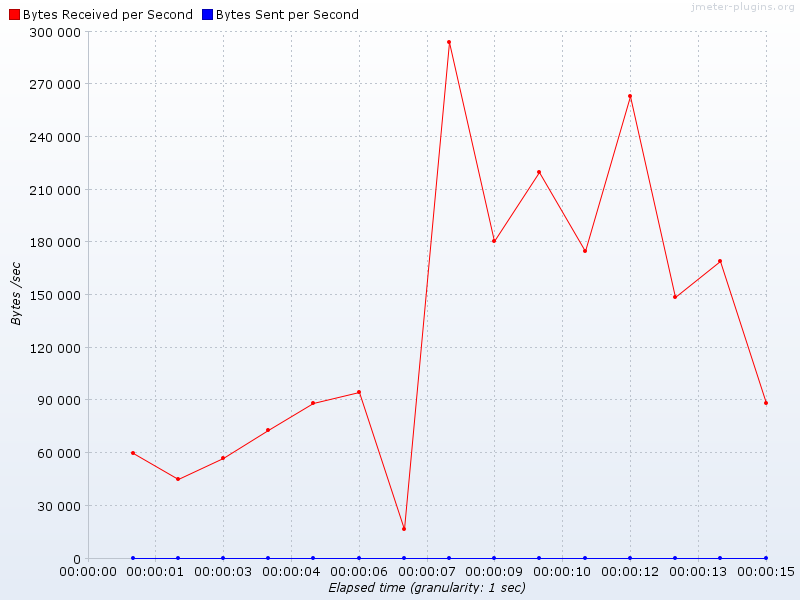 jmeter-plugins.org
Bytes Received per Second Bytes Sent per Second
300 000
270 000
240 000
210 000
180 000
150 000
120 000
90 000
60 000
30 000
0
Bytes /sec
00:00:00 00:00:01 00:00:03 00:00:04 00:00:06 00:00:07 00:00:09 00:00:10 00:00:12 00:00:13 00:00:15
Elapsed time (granularity: 1 sec)